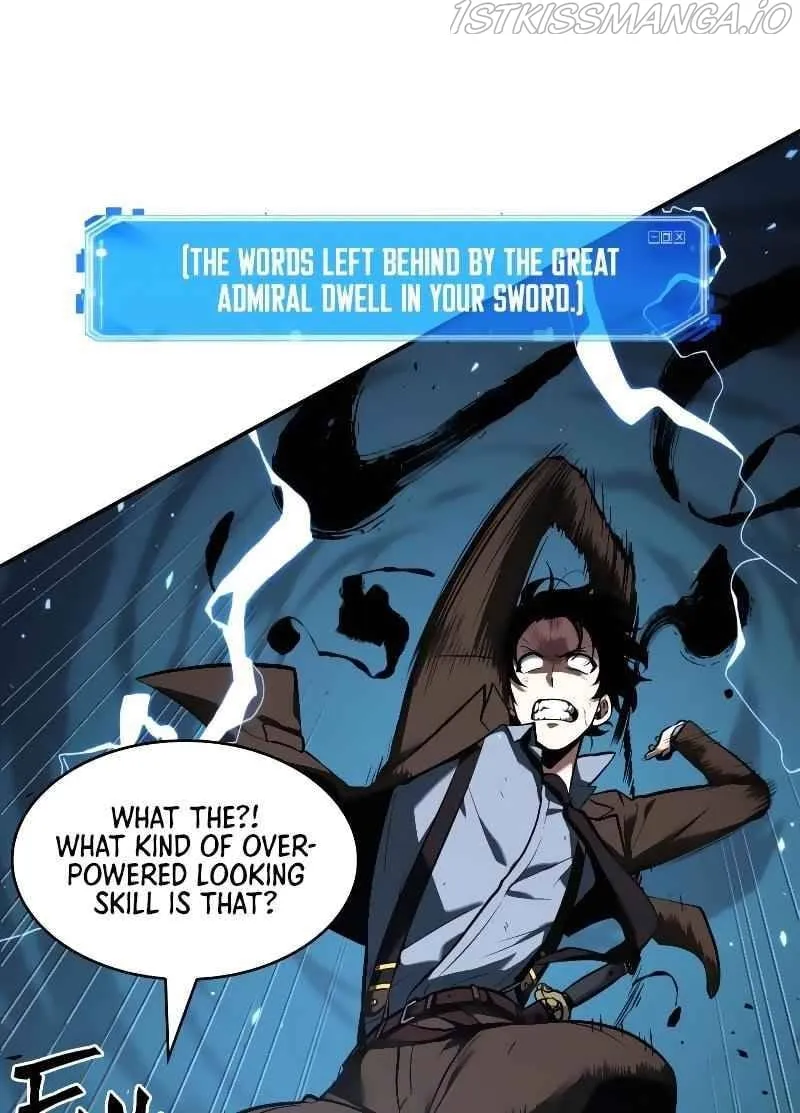 1STKISSMANGA.IO
(THE WORDS LEFT BEHIND BY THE GREAT
ADMIRAL DWELL IN YOUR SWORD.)
WHAT THE?!
WHAT KIND OF OVER-
POWERED LOOKING
SKILL IS THAT?